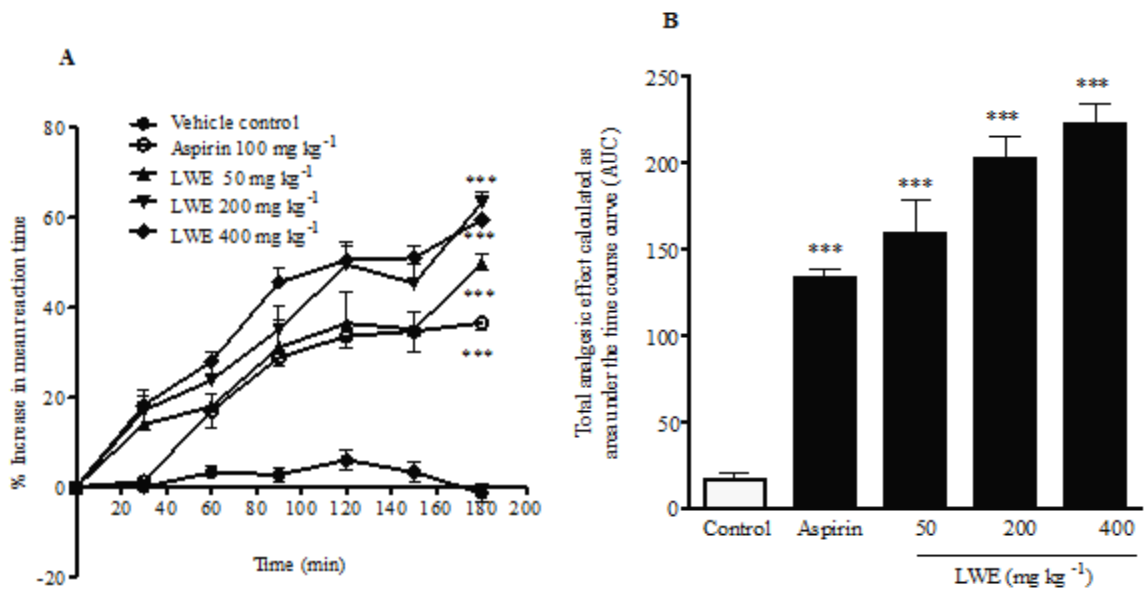 A
% Increase in mean reaction time
80
60
40
20
0
-20
Vehicle control
Aspirin 100 mg kg⁻¹
LWE 50 mg kg⁻¹
LWE 200 mg kg⁻¹
LWE 400 mg kg⁻¹
***
***
***
***
20 40 60 80 100 120 140 160 180 200
Time (min)
B
Total analgesic effect calculated as
area under the time course curve (AUC)
250
200
150
100
50
0
***
***
***
***
Control Aspirin 50 200 400
LWE (mg kg⁻¹)